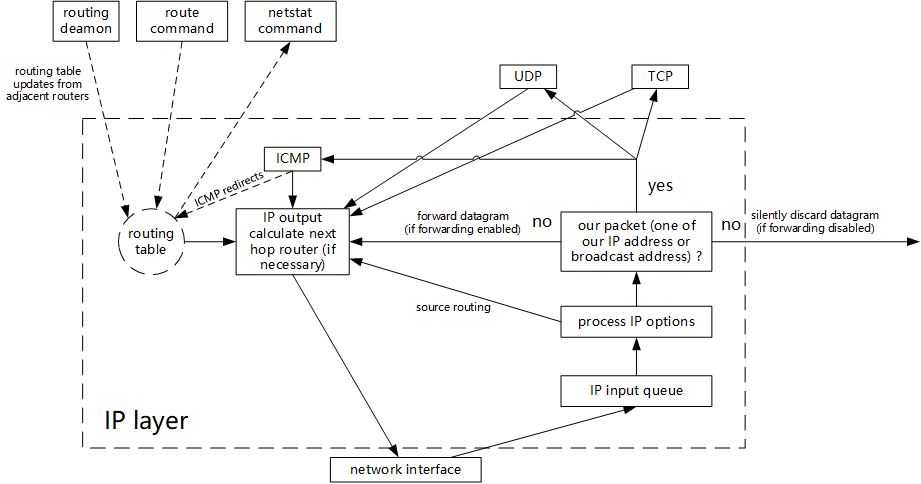 routing
deamon
route
command
netstat
command
routing table
updates from
adjacent routers
UDP
TCP
ICMP
ICMP redirects
yes
routing
table
IP output
calculate next
hop router (if
necessary)
forward datagram
(if forwarding enabled)
no
our packet (one of
our IP address or
broadcast address) ?
no
silently discard datagram
(if forwarding disabled)
source routing
process IP options
IP input queue
IP layer
network interface